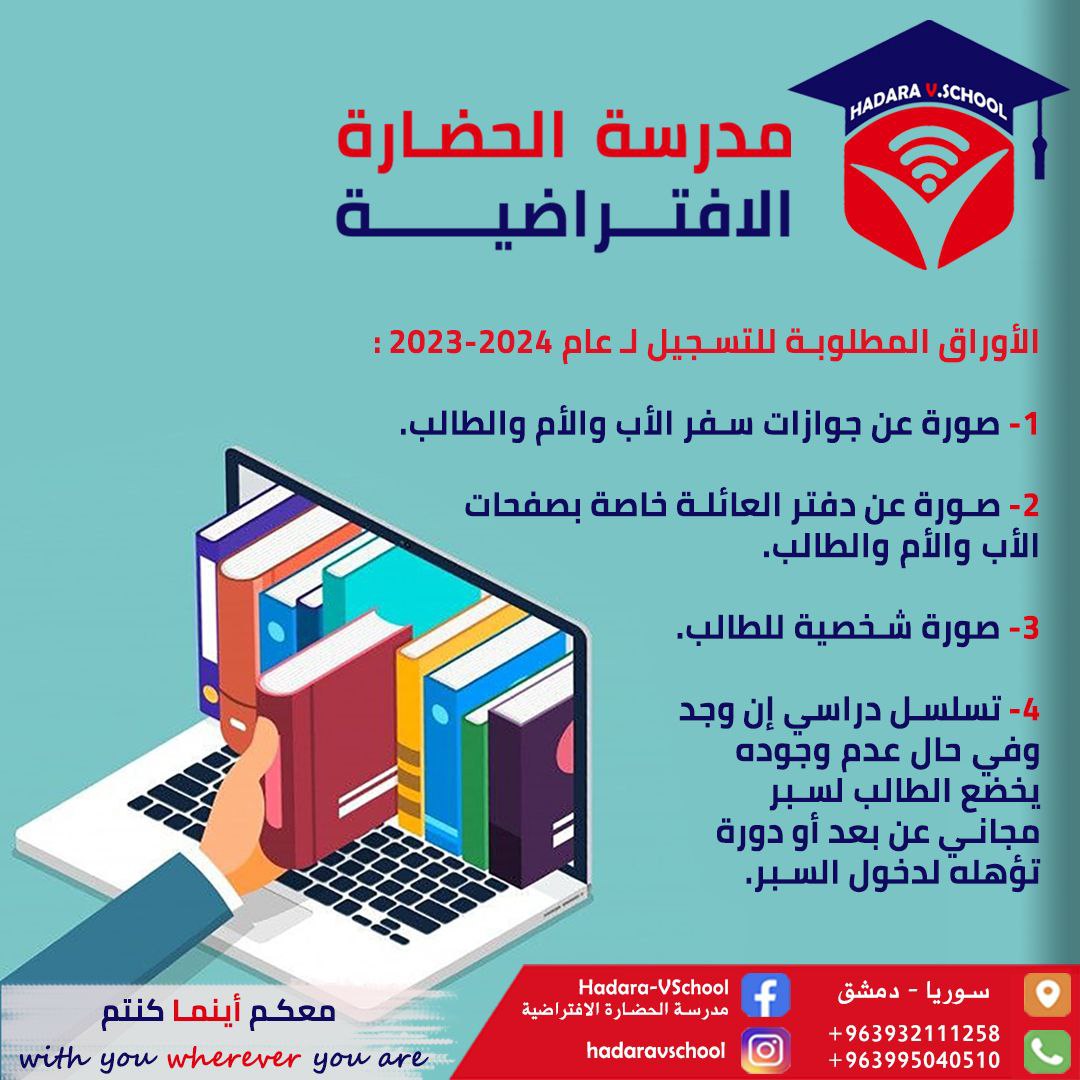 HADARA V.SCHOOL
مدرسة الحضارة
الافتراضية
الأوراق المطلوبة للتسجيل لـ عام 2024-2023 :
1- صورة عن جوازات سفر الأب والأم والطالب.
2- صورة عن دفتر العائلة خاصة بصفحات
الأب والأم والطالب.
3- صورة شخصية للطالب.
4- تسلسل دراسي إن وجد
وفي حال عدم وجوده
يخضع الطالب لسبر
مجاني عن بعد أو دورة
تؤهله لدخول السبر.
سوريا - دمشق
+963932111258
+963995040510
Hadara-VSchool
مدرسة الحضارة الافتراضية
hadaravschool
معكم أينما كنتم
with you wherever you are